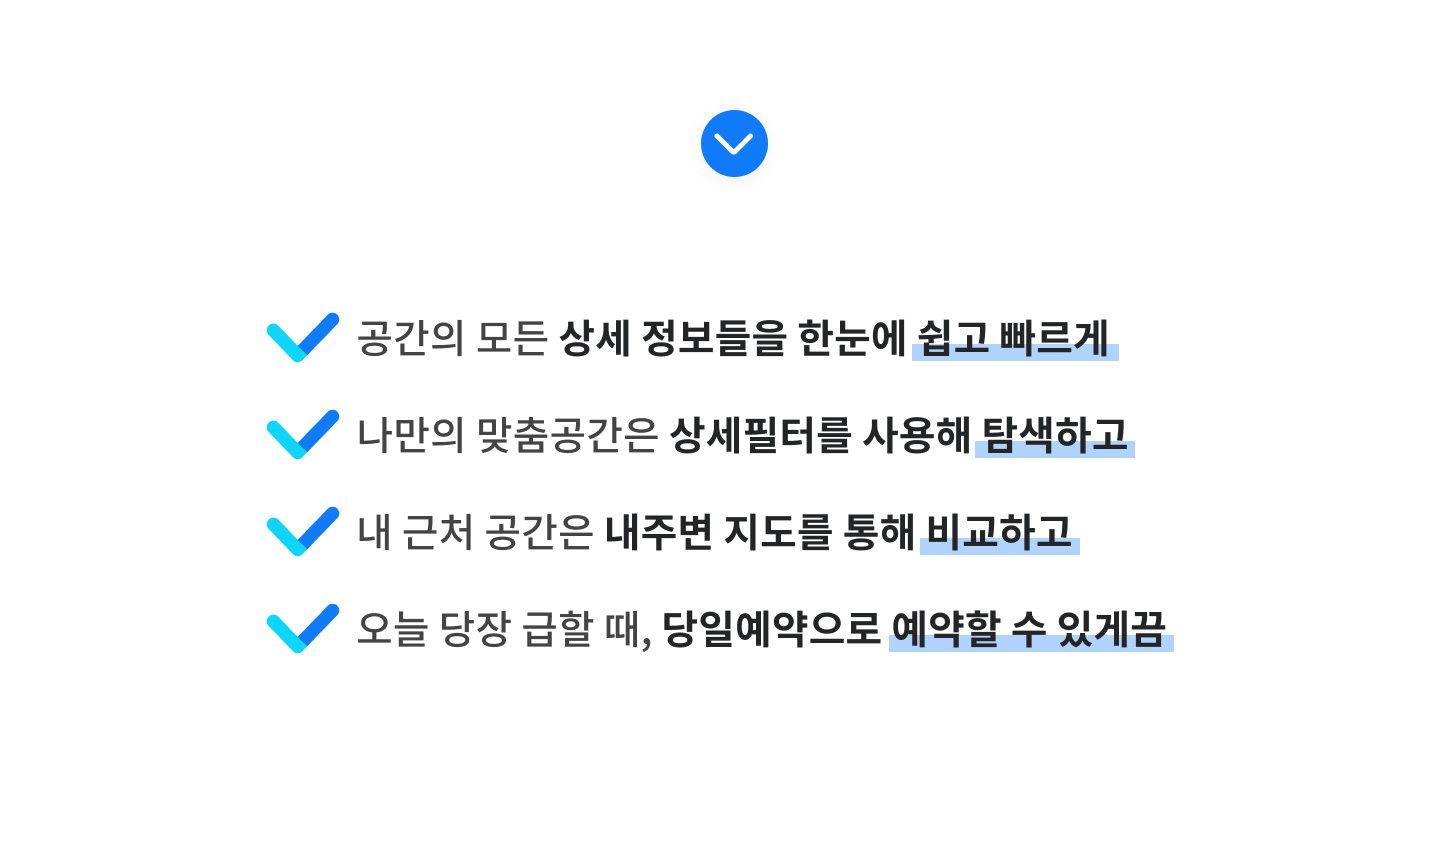 공간의 모든 상세 정보들을 한눈에 쉽고 빠르게
나만의 맞춤공간은 상세필터를 사용해 탐색하고
내 근처 공간은 내주변 지도를 통해 비교하고
오늘 당장 급할 때, 당일예약으로 예약할 수 있게끔